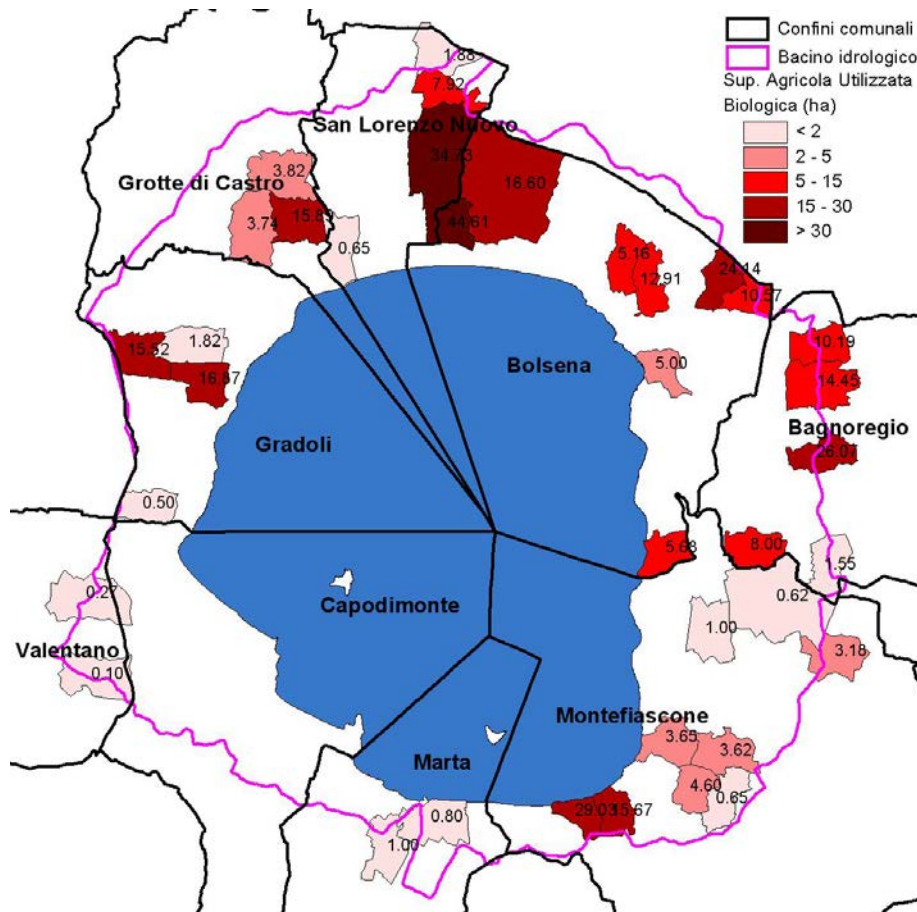 Confini comunali
Bacino idrologico
Sup. Agricola Utilizzata
Biologica (ha)
< 2
2 - 5
5 - 15
15 - 30
> 30
1.88
7.92
San Lorenzo Nuovo
34.73
16.60
44.61
Grotte di Castro
3.82
3.74
15.89
0.65
5.16
12.91
24.14
10.57
15.52
1.82
16.87
Bolsena
5.00
10.19
14.45
Bagnoregio
26.07
Gradoli
0.50
5.68
8.00
1.55
0.27
Capodimonte
0.62
1.00
Valentano
0.10
3.18
Montefiascone
3.65
3.62
Marta
4.60
0.65
29.03
15.67
0.80
1.00